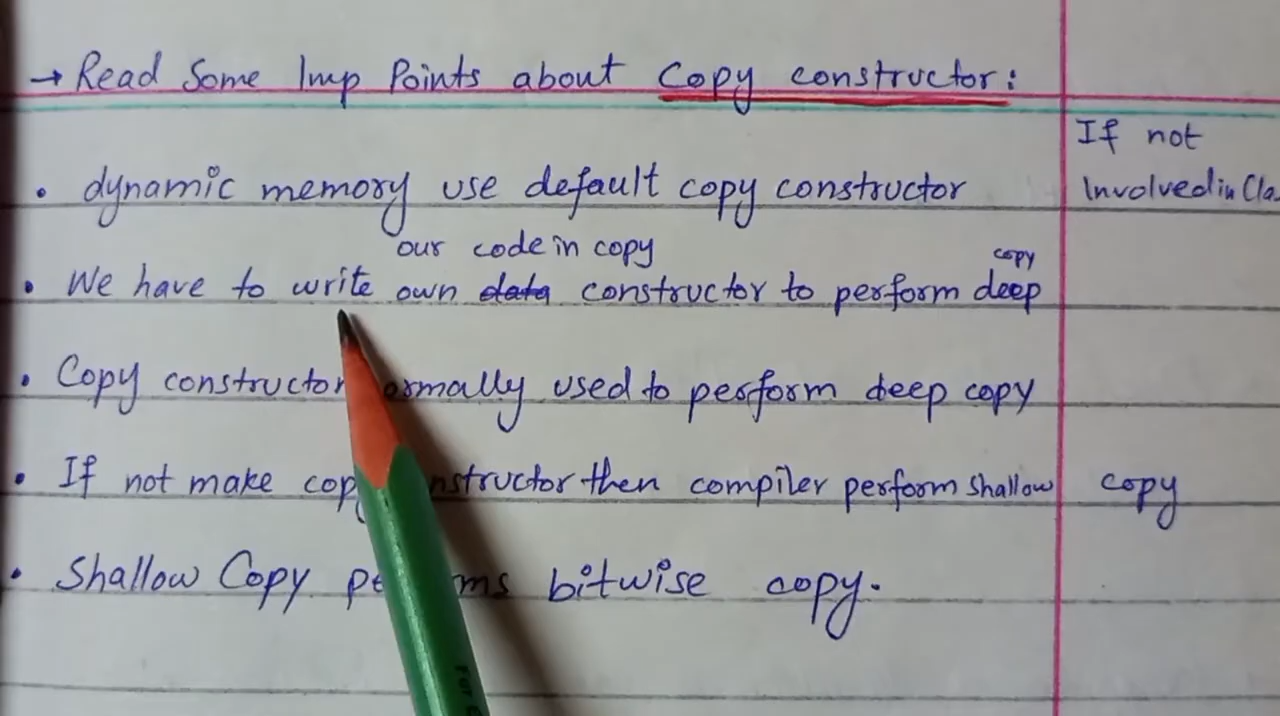 → Read Some Imp Points about Copy constructor:
If not
• dynamic memory use default copy constructor Involved in Cla
our code in copy copy
• We have to write own data constructor to perform deep
• Copy constructor ormally used to perform deep copy
• If not make cop nstructor then compiler perform shallow copy
• Shallow Copy pe ms bitwise copy.